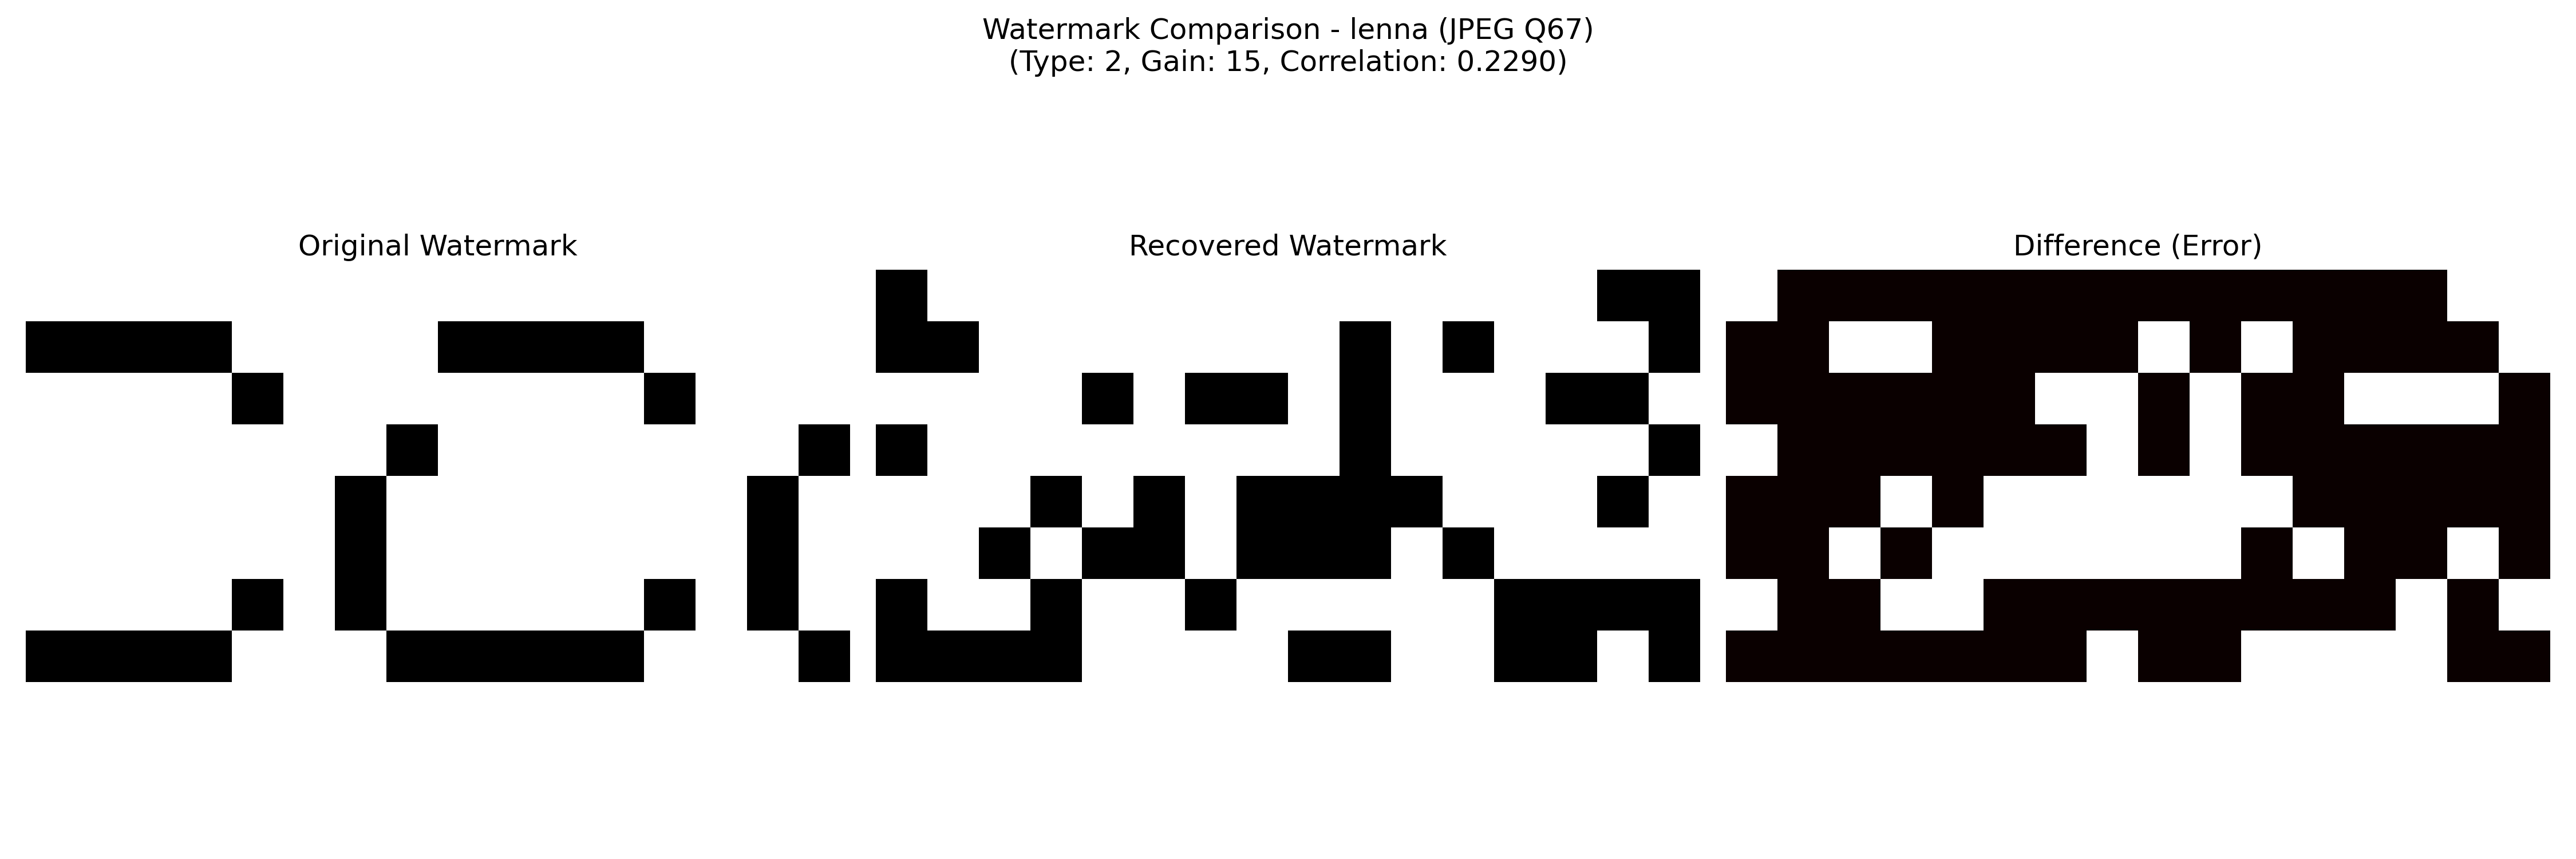 Watermark Comparison - lenna (JPEG Q67)
(Type: 2, Gain: 15, Correlation: 0.2290)
Original Watermark
Recovered Watermark
Difference (Error)